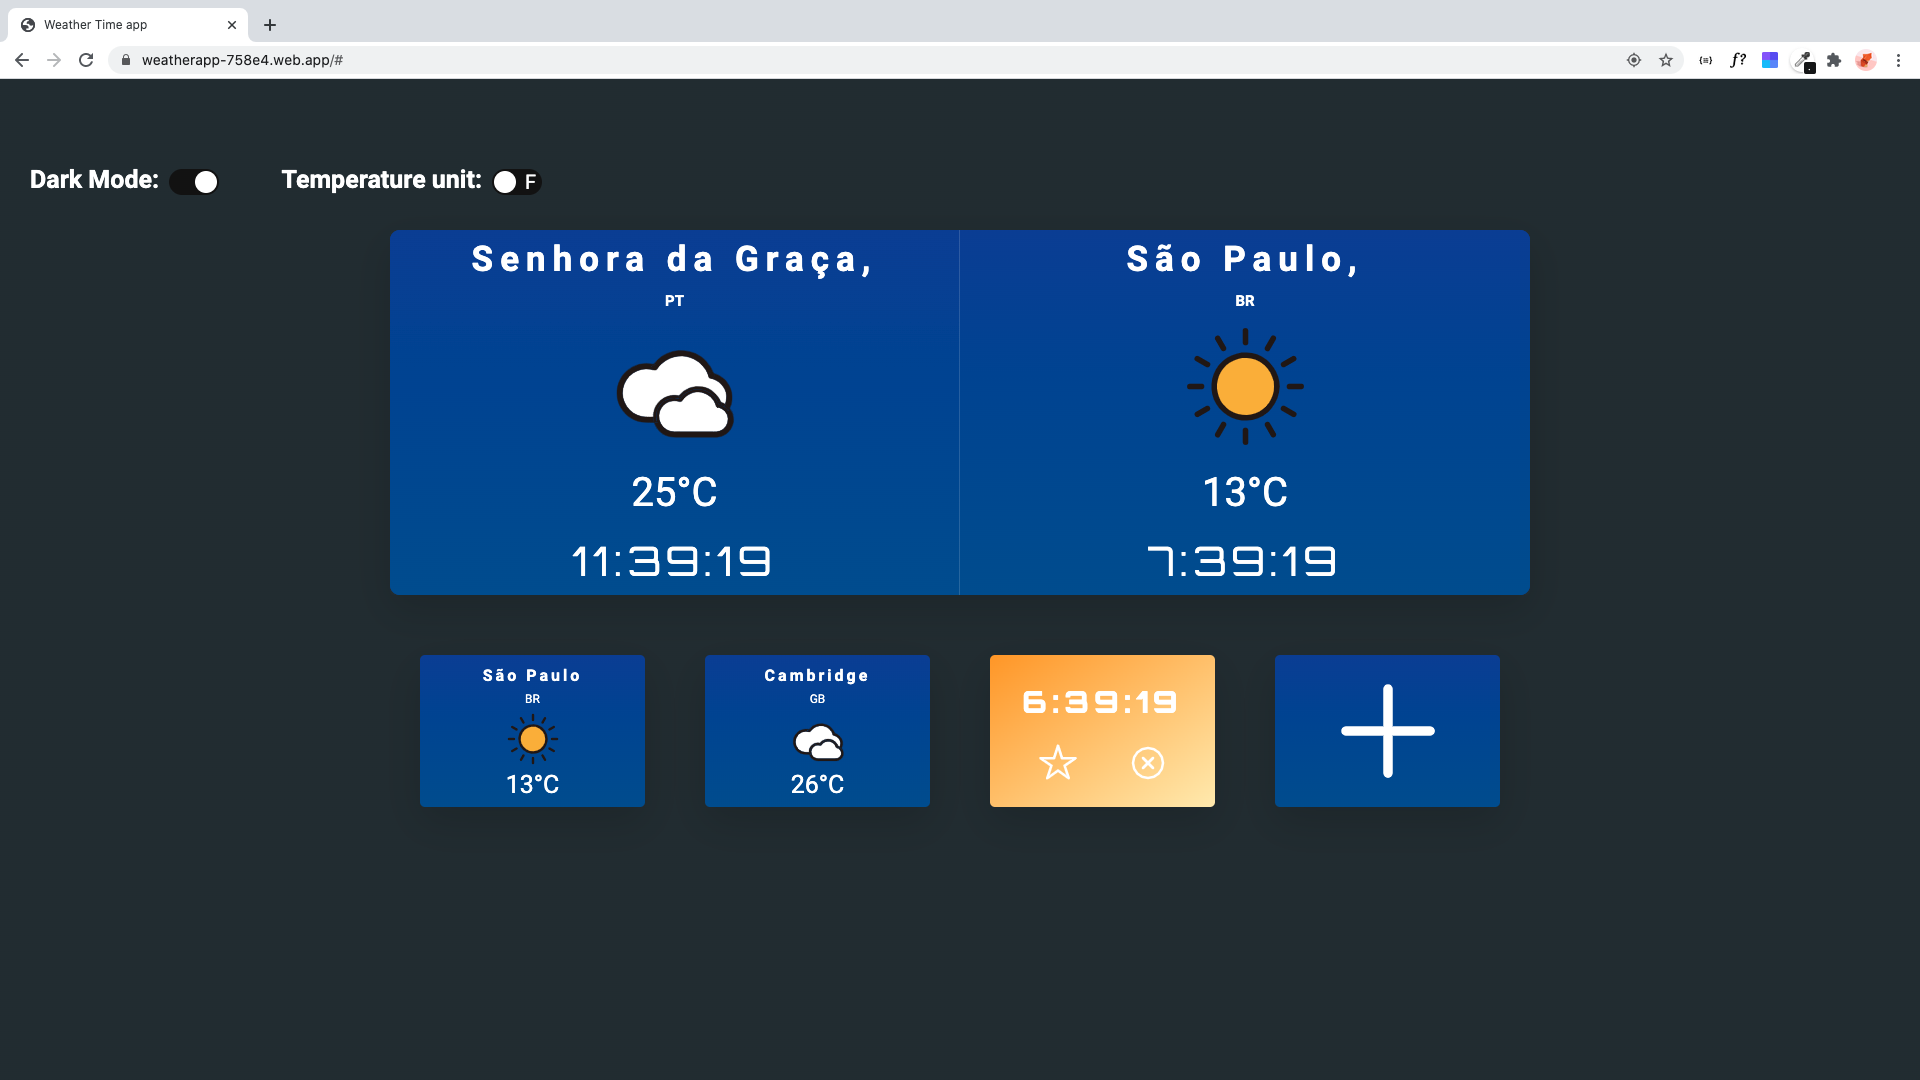 Weather Time app
weatherapp-758e4.web.app/#
f?
Dark Mode:
Temperature unit: F
Senhora da Graça,
PT
25°C
11:39:19
São Paulo,
BR
13°C
7:39:19
São Paulo
BR
13°C
Cambridge
GB
26°C
6:39:19